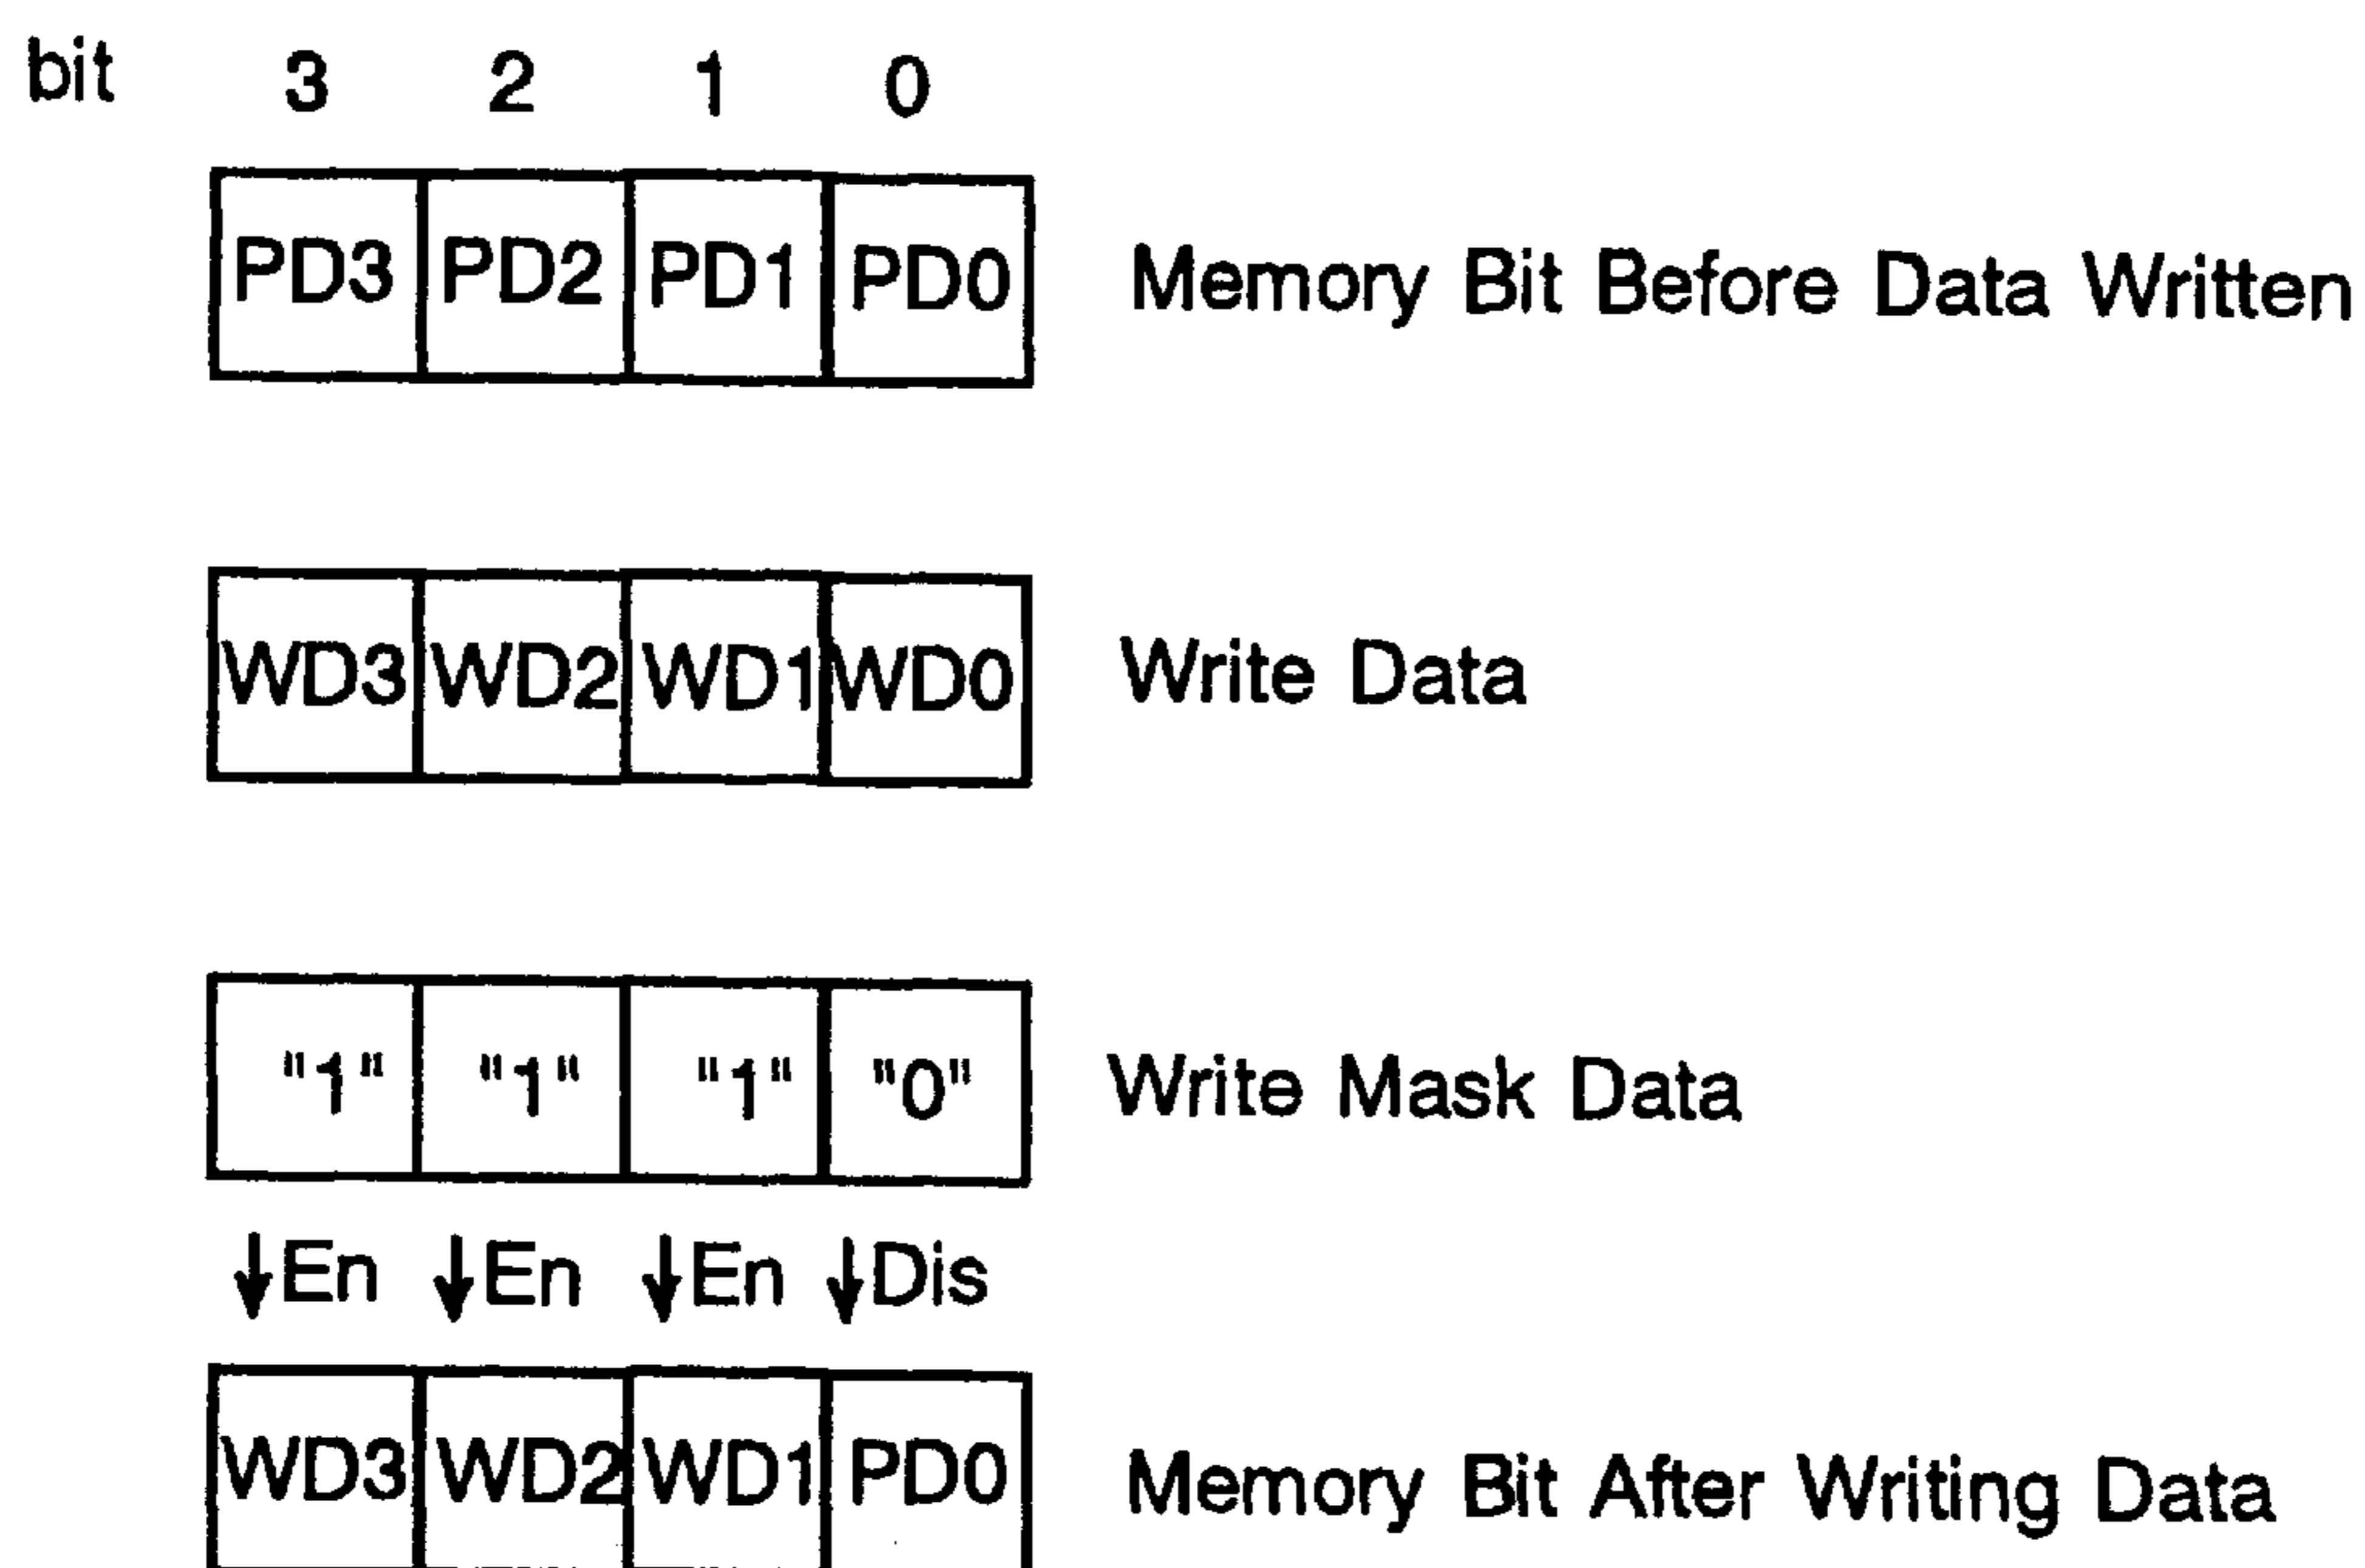 bit 3 2 1 0
PD3 PD2 PD1 PD0 Memory Bit Before Data Written
WD3 WD2 WD1 WD0 Write Data
"1" "1" "1" "0" Write Mask Data
↓En ↓En ↓En ↓Dis
WD3 WD2 WD1 PD0 Memory Bit After Writing Data